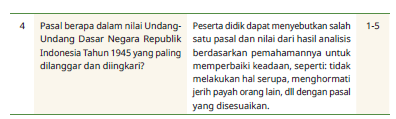 4 Pasal berapa dalam nilai Undang- Peserta didik dapat menyebutkan salah 1-5
Undang Dasar Negara Republik satu pasal dan nilai dari hasil analisis
Indonesia Tahun 1945 yang paling berdasarkan pemahamannya untuk
dilanggar dan diingkari? memperbaiki keadaan, seperti: tidak
melakukan hal serupa, menghormati
jerih payah orang lain, dll dengan pasal
yang disesuaikan.